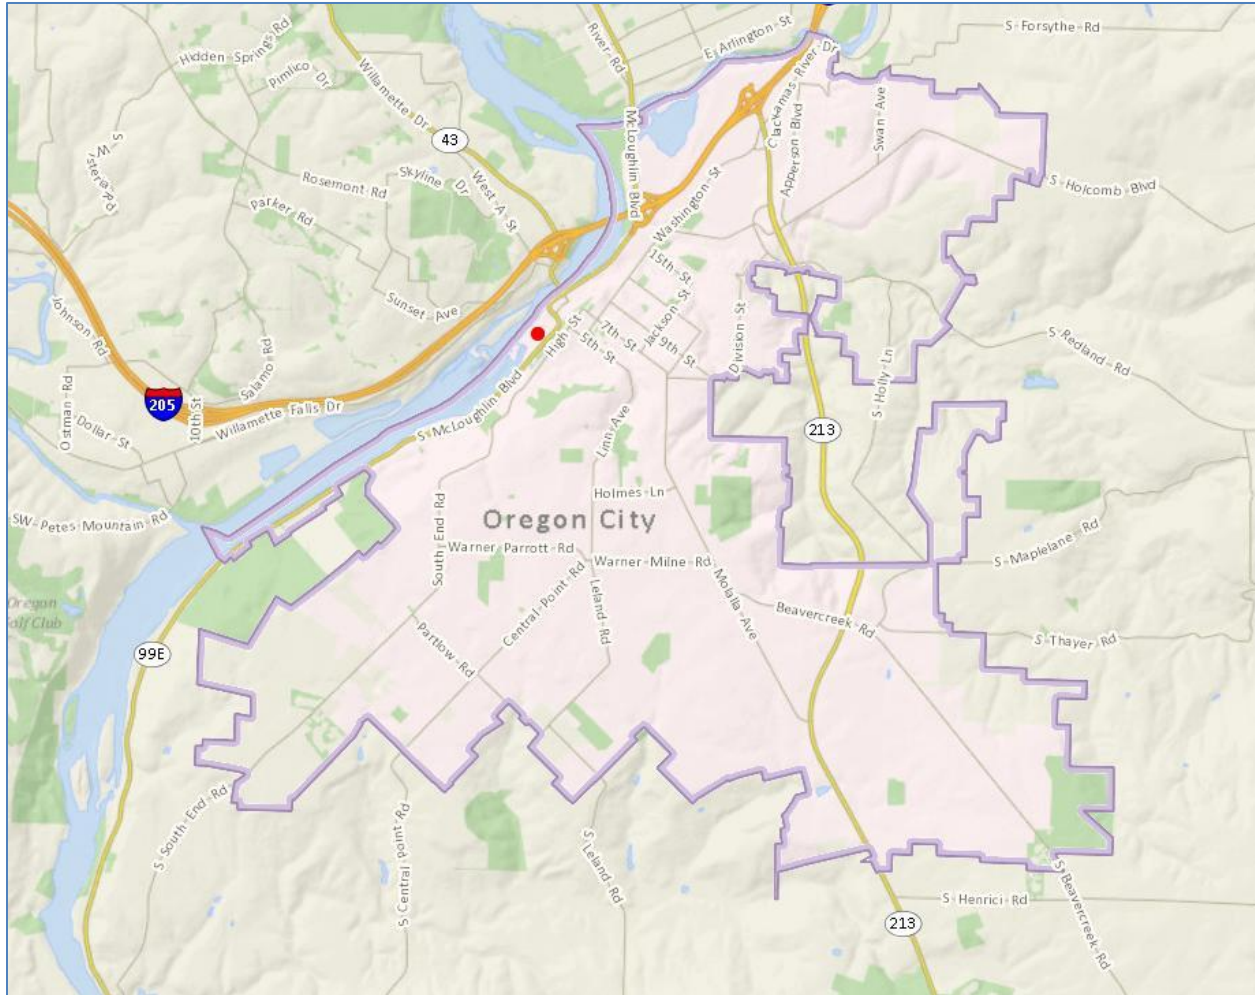 S Forsythe Rd
Hidden Springs Rd
Pimlico Dr
River Rd
E Arlington St
Willamette Dr
Clackamas River Dr
43
McLoughlin Blvd
Apperson Blvd
Swan Ave
Rosemont Rd
Skyline Dr
West A St
Parker Rd
Washington St
S Holcomb Blvd
15th St
Johnson Rd
Sunset Ave
High St
7th St
5th St
Jackson St
9th St
Division St
S Holly Ln
S Redland Rd
Salamo Rd
205
Ostman Rd
Dollar St
10th St
Willamette Falls Dr
S McLoughlin Blvd
Linn Ave
213
SW Petes Mountain Rd
South End Rd
Holmes Ln
Oregon City
Warner Parrott Rd
Warner Milne Rd
S Maplelane Rd
Central Point Rd
Leland Rd
Molalla Ave
Beavercreek Rd
S Thayer Rd
Oregon
Golf Club
Partlow Rd
99E
S South End Rd
S Central Point Rd
S Leland Rd
S Henrici Rd
S Beavercreek Rd
213